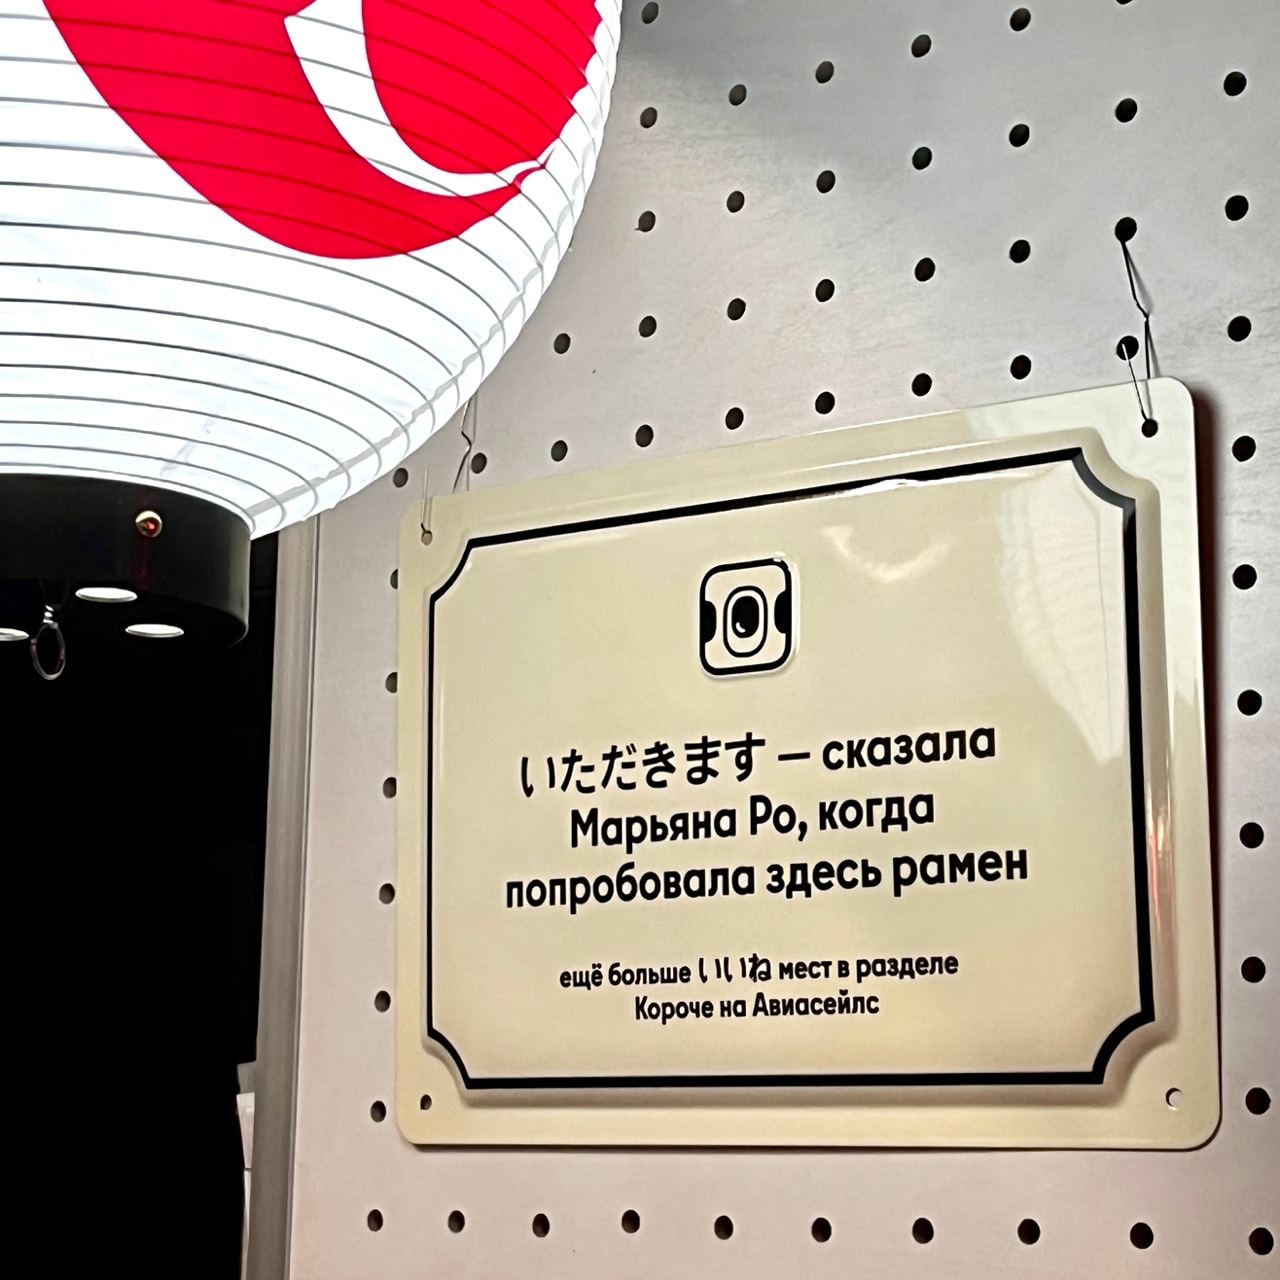 いただきます – сказала
Марьяна Ро, когда
попробовала здесь рамен
ещё больше いいね мест в разделе
Короче на Авиасейлс